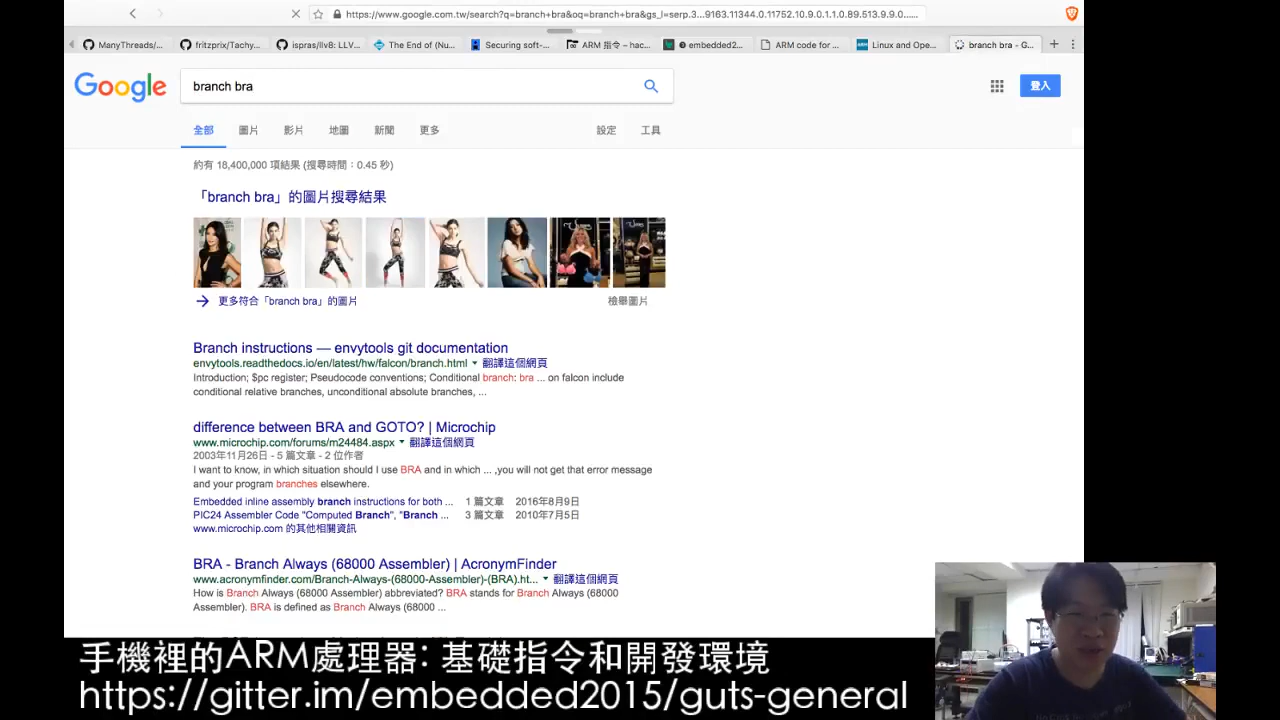 https://www.google.com.tw/search?q=branch+bra&oq=branch+bra&gs_l=serp.3...9163.11344.0.11752.10.9.0.1.1.0.89.513.9.9.0......
ManyThreads/...
fritzprix/Tachy...
ispras/llv8: LLV...
The End of (Nu...
Securing soft-...
ARM 指令 – hac...
embedded2...
ARM code for ...
Linux and Ope...
branch bra - G...
Google
branch bra
登入
全部 圖片 影片 地圖 新聞 更多 設定 工具
約有 18,400,000 項結果 (搜尋時間：0.45 秒)
「branch bra」的圖片搜尋結果
更多符合「branch bra」的圖片
檢舉圖片
Branch instructions — envytools git documentation
envytools.readthedocs.io/en/latest/hw/falcon/branch.html 翻譯這個網頁
Introduction; $pc register; Pseudocode conventions; Conditional branch: bra ... on falcon include
conditional relative branches, unconditional absolute branches, ...
difference between BRA and GOTO? | Microchip
www.microchip.com/forums/m24484.aspx 翻譯這個網頁
2003年11月26日 - 5 篇文章 - 2 位作者
I want to know, in which situation should I use BRA and in which ... ,you will not get that error message
and your program branches elsewhere.
Embedded inline assembly branch instructions for both ... 1 篇文章 2016年8月9日
PIC24 Assembler Code "Computed Branch", "Branch ... 3 篇文章 2010年7月5日
www.microchip.com 的其他相關資訊
BRA - Branch Always (68000 Assembler) | AcronymFinder
www.acronymfinder.com/Branch-Always-(68000-Assembler)-(BRA).ht... 翻譯這個網頁
How is Branch Always (68000 Assembler) abbreviated? BRA stands for Branch Always (68000
Assembler). BRA is defined as Branch Always (68000 ...
手機裡的ARM處理器: 基礎指令和開發環境
https://gitter.im/embedded2015/guts-general